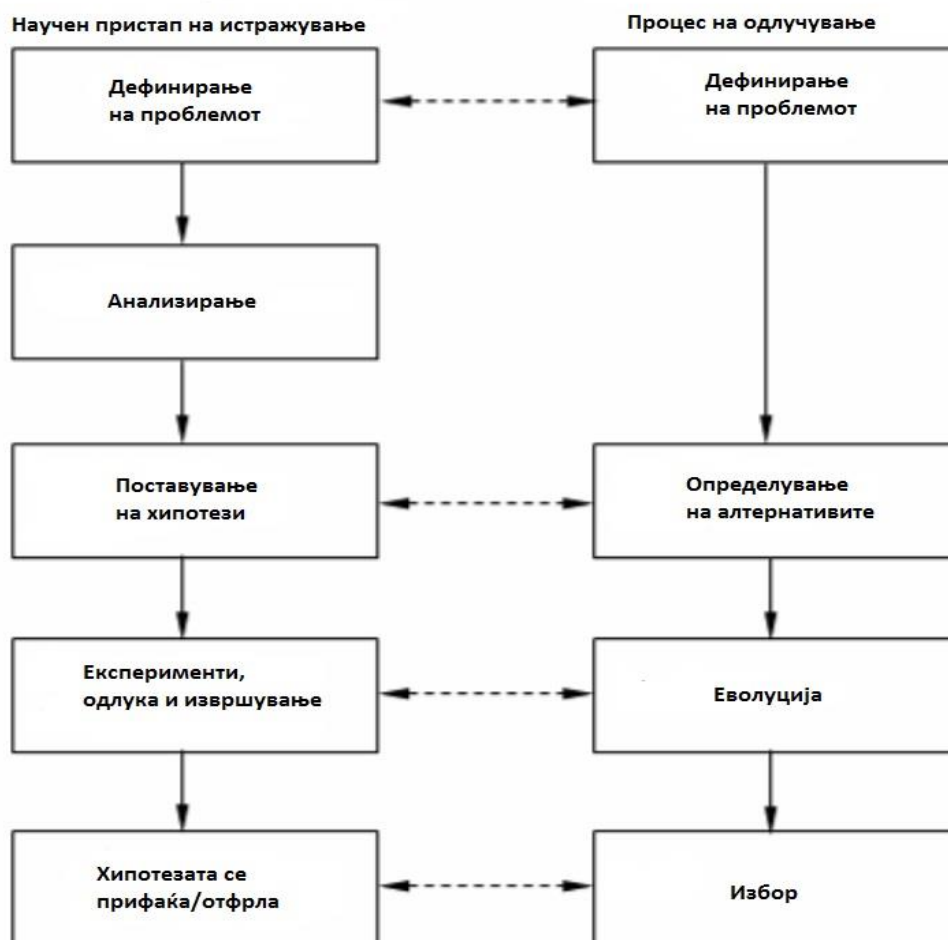 Научен пристап на истражување
Процес на одлучување
Дефинирање
на проблемот
Дефинирање
на проблемот
Анализирање
Поставување
на хипотези
Определување
на алтернативите
Експерименти,
одлука и извршување
Еволуција
Хипотезата се
прифаќа/отфрла
Избор